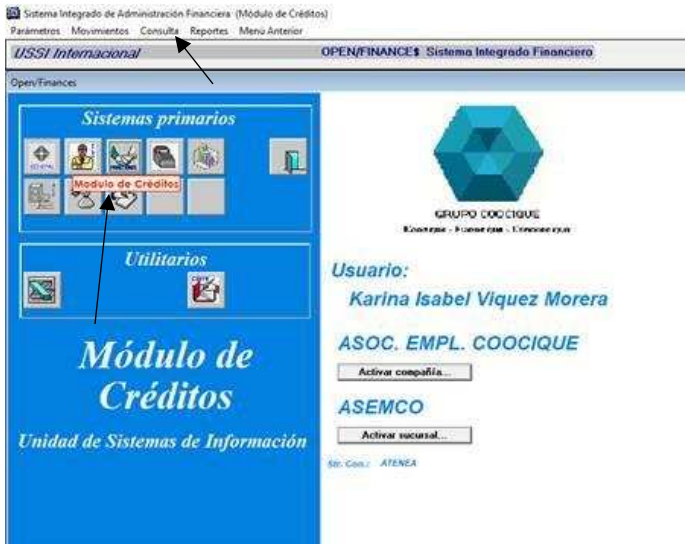 Sistema Integrado de Administración Financiera (Módulo de Créditos)
Parámetros Movimientos Consulta Reportes Menú Anterior
USSI Internacional
OPEN/FINANCE$ Sistema Integrado Financiero
Open/Finances
Sistemas primarios
Modulo de Créditos
Utilitarios
Módulo de
Créditos
Unidad de Sistemas de Información
GRUPO COOCIQUE
Usuario:
Karina Isabel Viquez Morera
ASOC. EMPL. COOCIQUE
Activar compañía...
ASEMCO
Activar sucursal...
Str. Con.: ATENEA